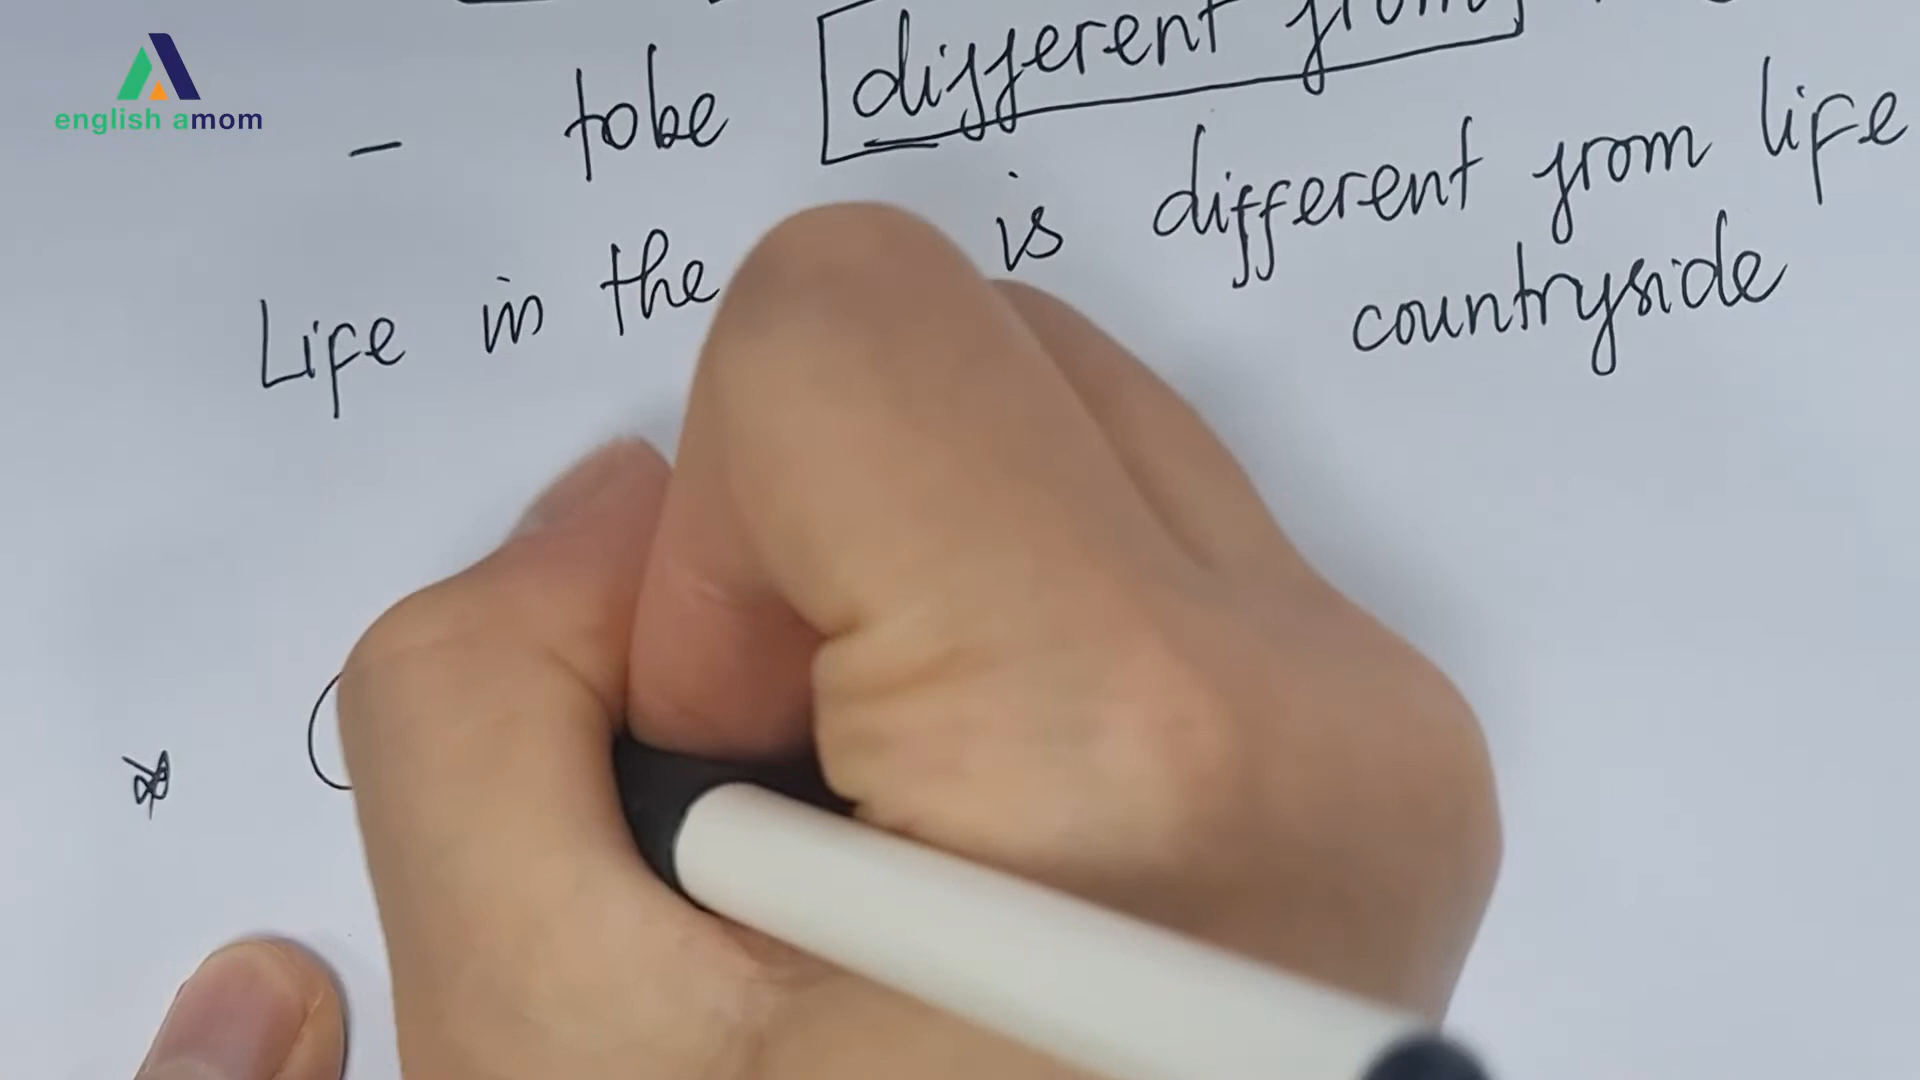 english amom
- tobe different from
Life in the is different from life
countryside